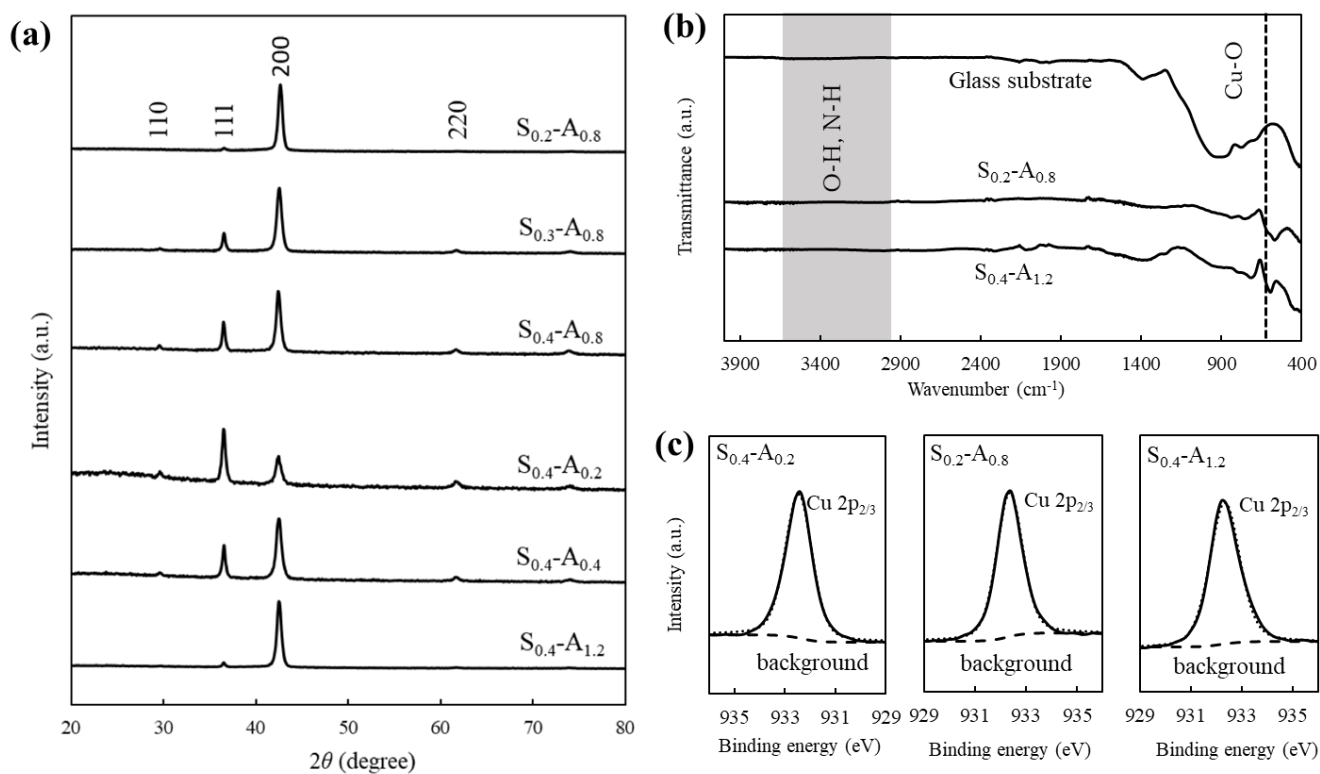 (a)
110
111
200
220
S0.2-A0.8
S0.3-A0.8
S0.4-A0.8
S0.4-A0.2
S0.4-A0.4
S0.4-A1.2
Intensity (a.u.)
20 30 40 50 60 70 80
2θ (degree)
(b)
Glass substrate
O-H, N-H
Cu-O
S0.2-A0.8
S0.4-A1.2
Transmittance (a.u.)
3900 3400 2900 2400 1900 1400 900 400
Wavenumber (cm-1)
(c)
S0.4-A0.2
Cu 2p2/3
background
Intensity (a.u.)
935 933 931 929
Binding energy (eV)
S0.2-A0.8
Cu 2p2/3
background
929 931 933 935
Binding energy (eV)
S0.4-A1.2
Cu 2p2/3
background
929 931 933 935
Binding energy (eV)